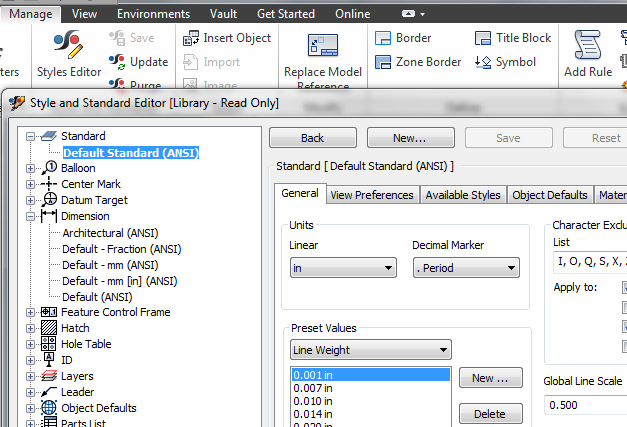 Manage View Environments Vault Get Started Online
Styles Editor
Save
Update
Purge
Insert Object
Import
Image
Replace Model
Reference
Border
Zone Border
Title Block
Symbol
Add Rule
Style and Standard Editor [Library - Read Only]
Standard
Default Standard (ANSI)
Balloon
Center Mark
Datum Target
Dimension
Architectural (ANSI)
Default - Fraction (ANSI)
Default - mm (ANSI)
Default - mm [in] (ANSI)
Default (ANSI)
Feature Control Frame
Hatch
Hole Table
ID
Layers
Leader
Object Defaults
Parts List
Back New... Save Reset
Standard [ Default Standard (ANSI) ]
General View Preferences Available Styles Object Defaults Mater
Units
Linear
in
Decimal Marker
. Period
Preset Values
Line Weight
0.001 in
0.007 in
0.010 in
0.014 in
0.020 in
New ...
Delete
Character Exclu
List
I, O, Q, S, X, Z
Apply to:
Global Line Scale
0.500